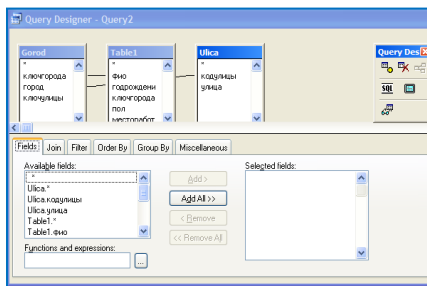 Query Designer - Query2
Gorod
*
ключгорода
город
ключулицы
Table1
*
фио
годрождени
ключгорода
пол
месторабот
Ulica
*
кодулицы
улица
Query Des
SQL
Fields
Join
Filter
Order By
Group By
Miscellaneous
Available fields:
*
Ulica.*
Ulica.кодулицы
Ulica.улица
Table1.*
Table1.фио
Functions and expressions:
...
Add >
Add All >>
< Remove
<< Remove All
Selected fields: